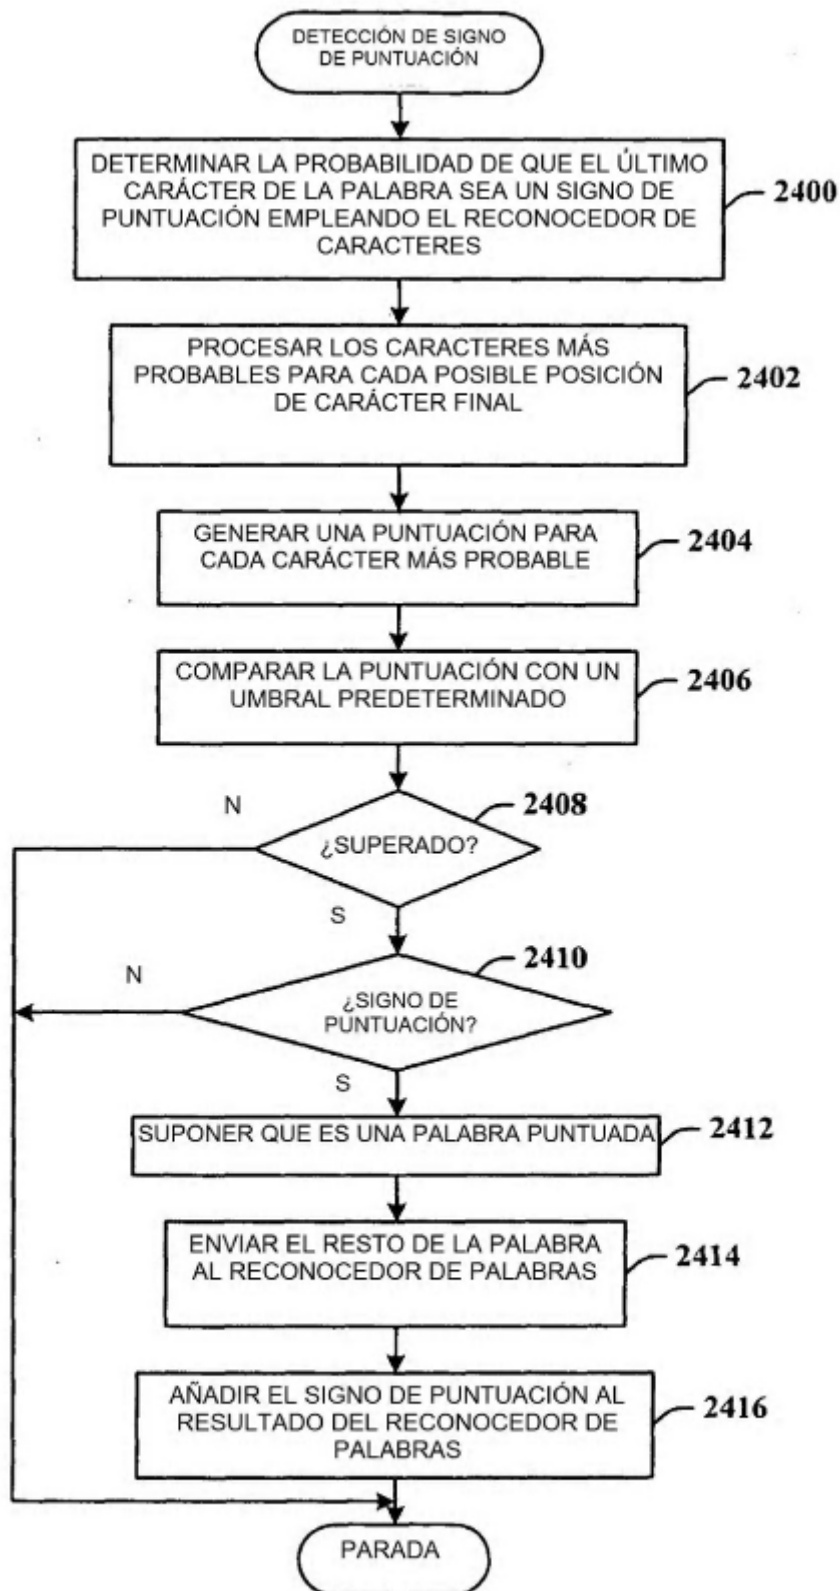 DETECCIÓN DE SIGNO
DE PUNTUACIÓN
DETERMINAR LA PROBABILIDAD DE QUE EL ÚLTIMO
CARÁCTER DE LA PALABRA SEA UN SIGNO DE
PUNTUACIÓN EMPLEANDO EL RECONOCEDOR DE
CARACTERES
2400
PROCESAR LOS CARACTERES MÁS
PROBABLES PARA CADA POSIBLE POSICIÓN
DE CARÁCTER FINAL
2402
GENERAR UNA PUNTUACIÓN PARA
CADA CARÁCTER MÁS PROBABLE
2404
COMPARAR LA PUNTUACIÓN CON UN
UMBRAL PREDETERMINADO
2406
N
2408
¿SUPERADO?
S
2410
N
¿SIGNO DE
PUNTUACIÓN?
S
SUPONER QUE ES UNA PALABRA PUNTUADA
2412
ENVIAR EL RESTO DE LA PALABRA
AL RECONOCEDOR DE PALABRAS
2414
AÑADIR EL SIGNO DE PUNTUACIÓN AL
RESULTADO DEL RECONOCEDOR DE
PALABRAS
2416
PARADA